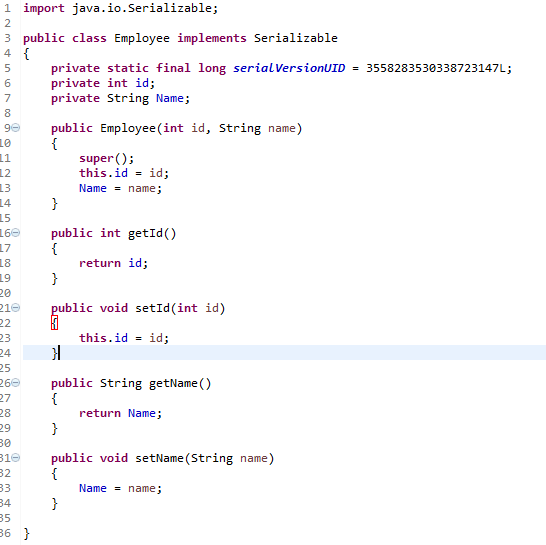 1 import java.io.Serializable;
2
3 public class Employee implements Serializable
4 {
5     private static final long serialVersionUID = 3558283530338723147L;
6     private int id;
7     private String Name;
8
9     public Employee(int id, String name)
10     {
11         super();
12         this.id = id;
13         Name = name;
14     }
15
16     public int getId()
17     {
18         return id;
19     }
20
21     public void setId(int id)
22     {
23         this.id = id;
24     }
25
26     public String getName()
27     {
28         return Name;
29     }
30
31     public void setName(String name)
32     {
33         Name = name;
34     }
35
36 }